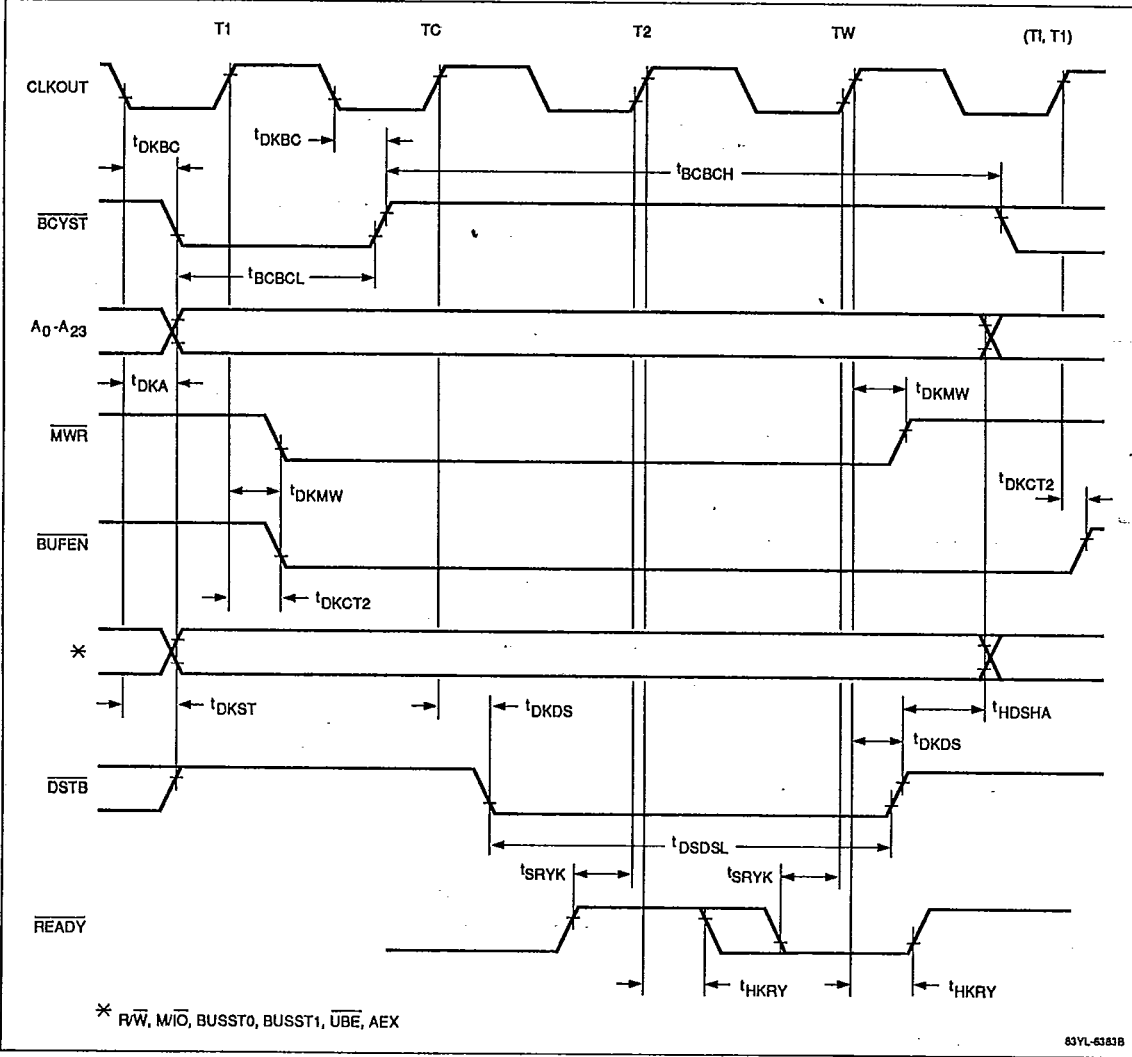 T1 TC T2 TW (TI, T1)
CLKOUT
tDKBC tDKBC
tBCBCH
BCYST
tBCBCL
A0-A23
tDKA tDKMW
MWR
tDKMW tDKCT2
BUFEN
tDKCT2
*
tDKST tDKDS tHDSHA
tDKDS
DSTB
tDSDSL
tSRYK tSRYK
READY
tHKRY tHKRY
* R/W, M/IO, BUSST0, BUSST1, UBE, AEX
83YL-6383B